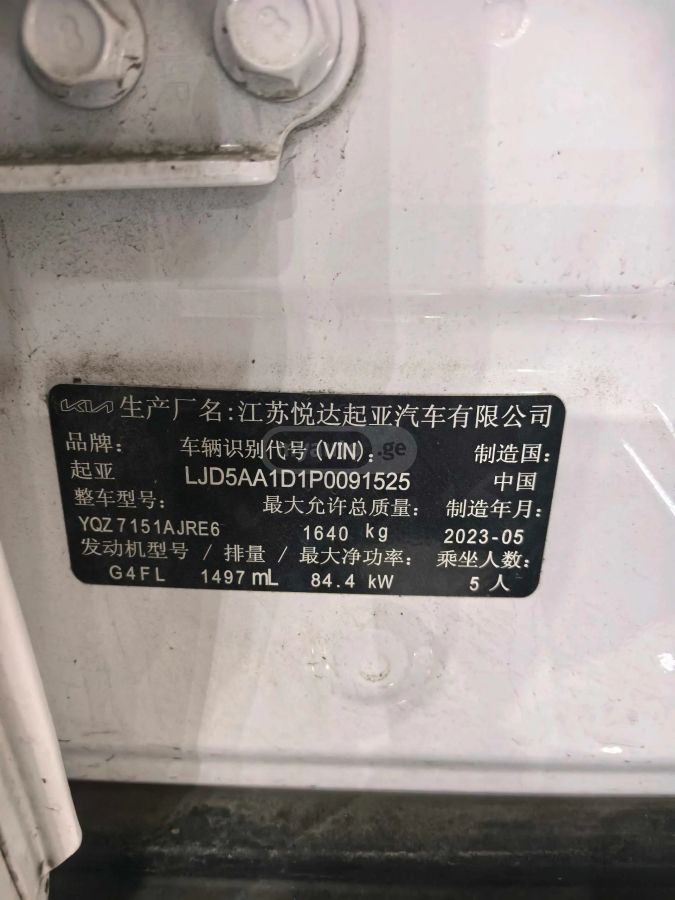 8
8
KIA 生产厂名:江苏悦达起亚汽车有限公司
品牌: 车辆识别代号(VIN): 制造国:
起亚 LJD5AA1D1P0091525 中国
整车型号: 最大允许总质量: 制造年月:
YQZ7151AJRE6 1640 kg 2023-05
发动机型号 / 排量 / 最大净功率: 乘坐人数:
G4FL 1497 mL 84.4 kW 5 人
.ge